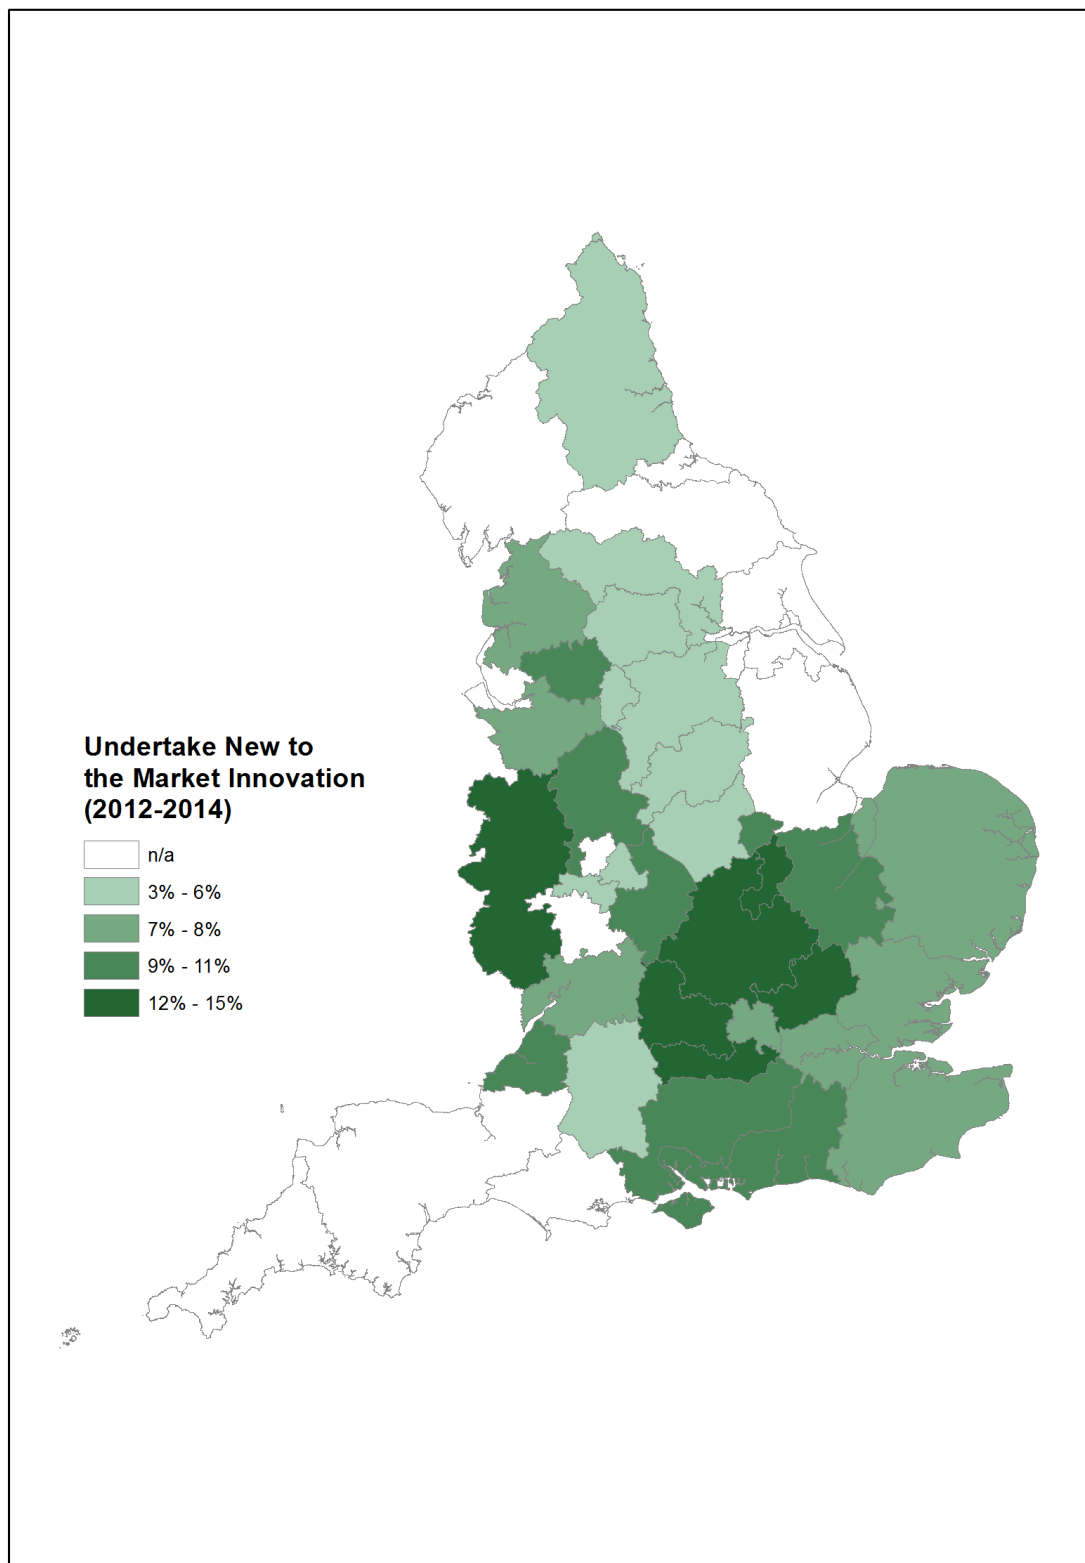 Undertake New to
the Market Innovation
(2012-2014)
n/a
3% - 6%
7% - 8%
9% - 11%
12% - 15%